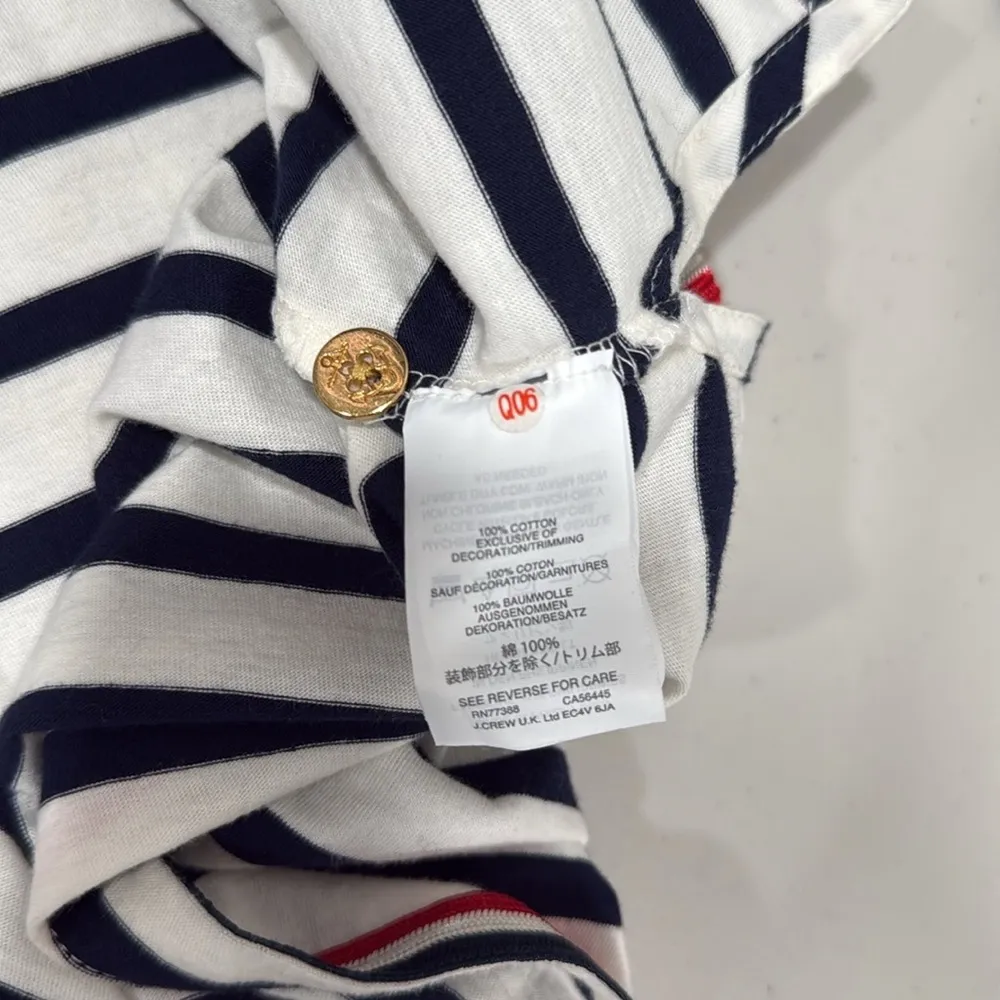 Q06
100% COTTON
EXCLUSIVE OF
DECORATION/TRIMMING
100% COTON
SAUF DÉCORATION/GARNITURES
100% BAUMWOLLE
AUSGENOMMEN
DEKORATION/BESATZ
綿 100%
装飾部分を除く/トリム部
SEE REVERSE FOR CARE
RN77388 CA56445
J.CREW U.K. Ltd EC4V 6JA